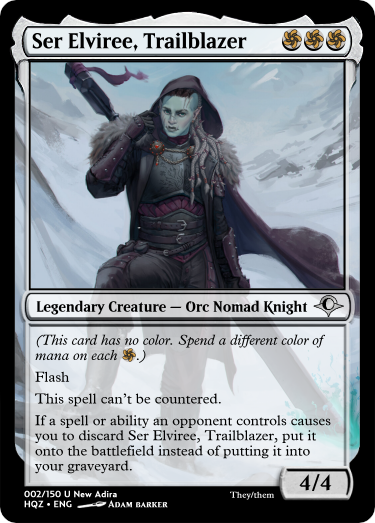 Ser Elviree, Trailblazer
Legendary Creature — Orc Nomad Knight
(This card has no color. Spend a different color of
mana on each .)
Flash
This spell can't be countered.
If a spell or ability an opponent controls causes
you to discard Ser Elviree, Trailblazer, put it
onto the battlefield instead of putting it into
your graveyard.
4/4
002/150 U New Adira
They/them
HQZ • ENG Adam Barker